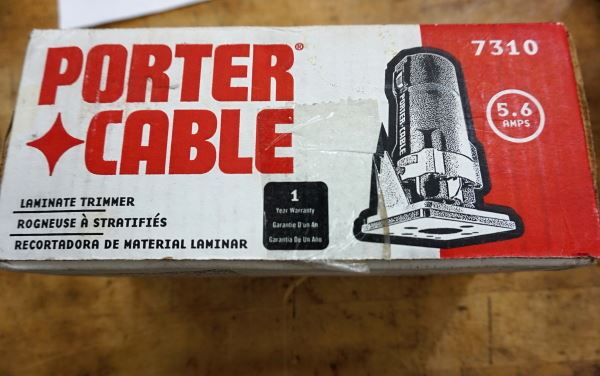 PORTER®
CABLE
LAMINATE TRIMMER
ROGNEUSE À STRATIFIÉS
RECORTADORA DE MATERIAL LAMINAR
1
Year Warranty
Garantie D'un An
Garantía De Un Año
PORTER-CABLE
7310
5.6
AMPS